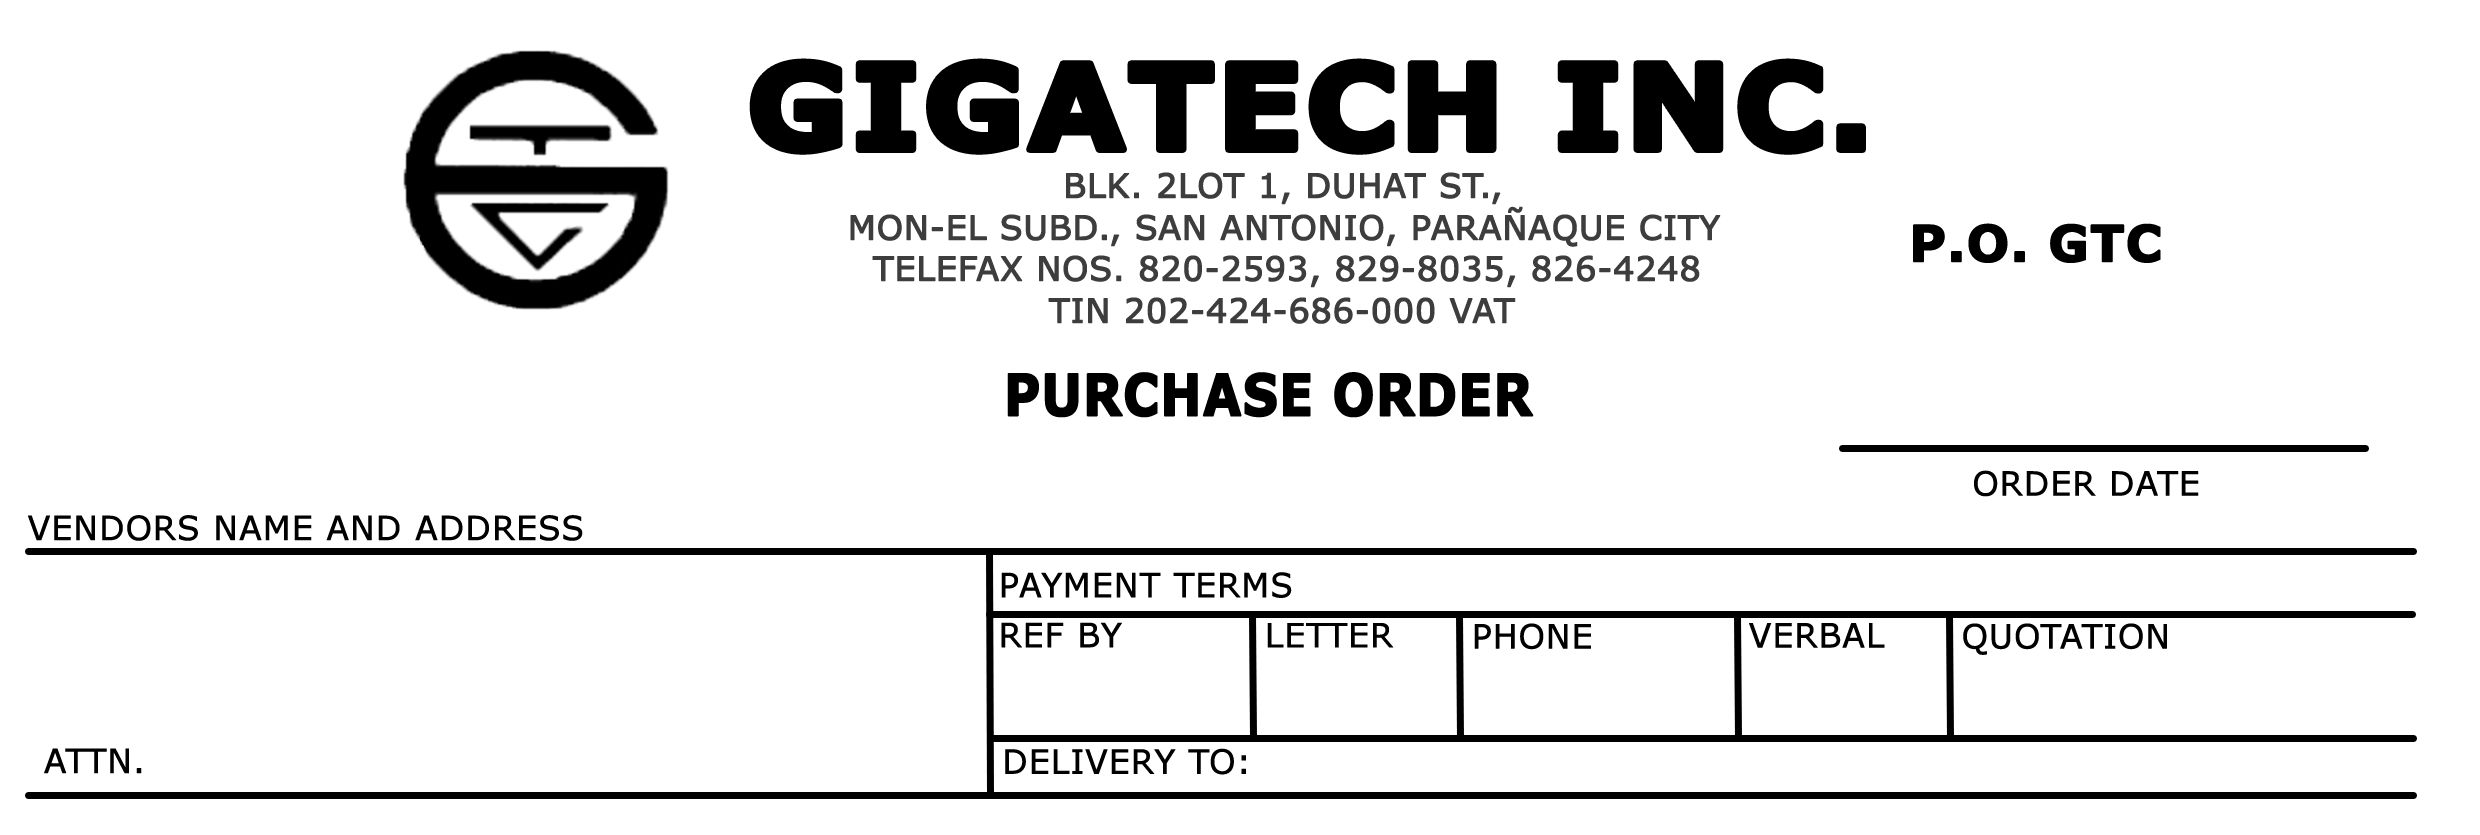 GIGATECH INC.
BLK. 2LOT 1, DUHAT ST.,
MON-EL SUBD., SAN ANTONIO, PARAÑAQUE CITY
TELEFAX NOS. 820-2593, 829-8035, 826-4248
TIN 202-424-686-000 VAT
P.O. GTC
PURCHASE ORDER
ORDER DATE
VENDORS NAME AND ADDRESS
PAYMENT TERMS
REF BY LETTER PHONE VERBAL QUOTATION
ATTN.
DELIVERY TO: